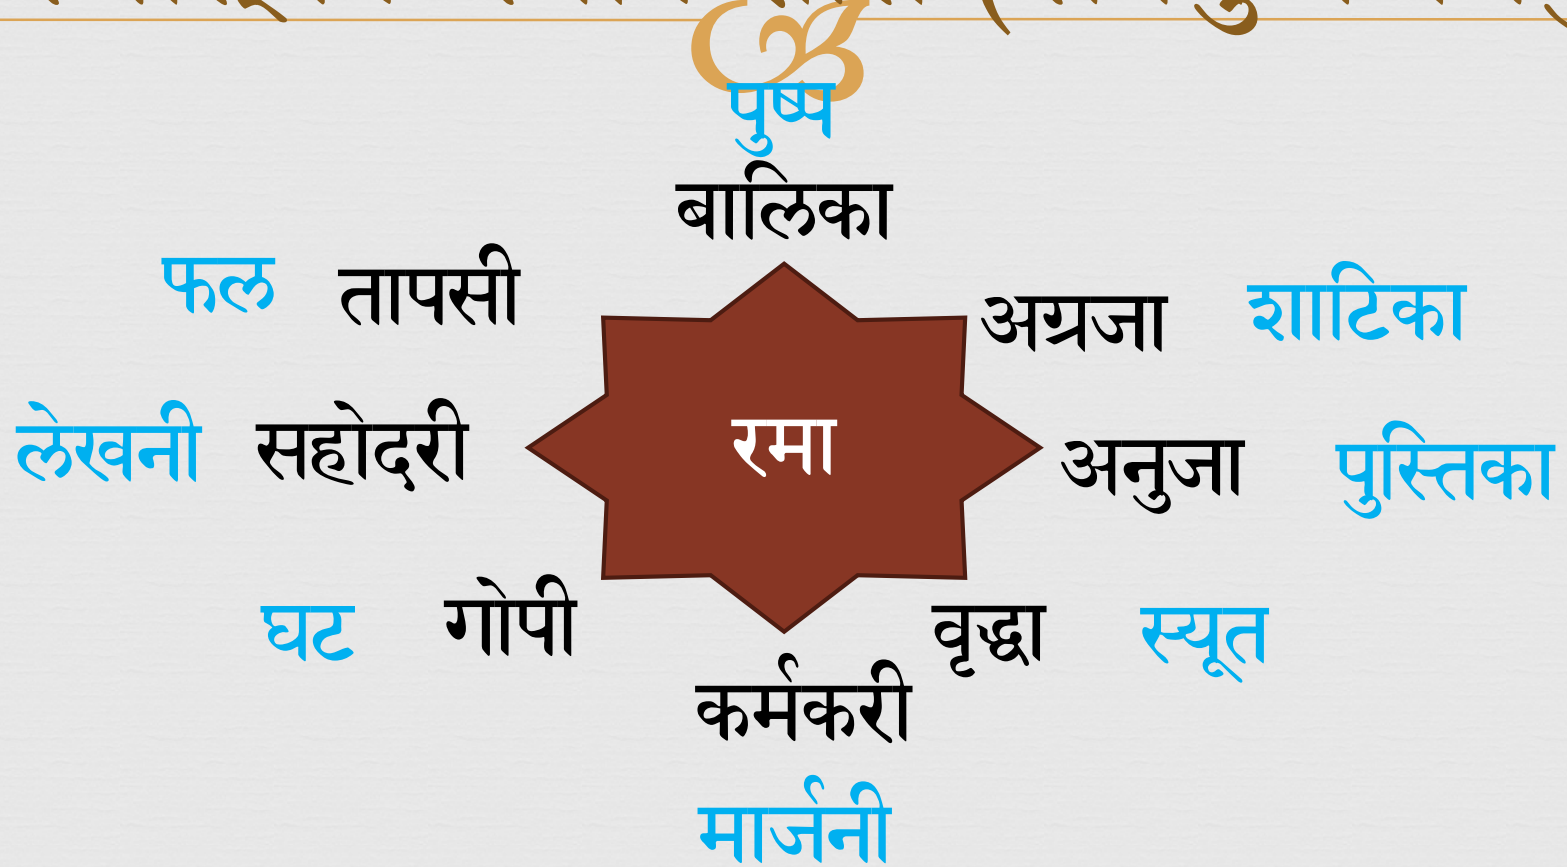 पुष्प
बालिका
फल तापसी अग्रजा शाटिका
लेखनी सहोदरी रमा अनुजा पुस्तिका
घट गोपी वृद्धा स्यूत
कर्मकरी
मार्जनी